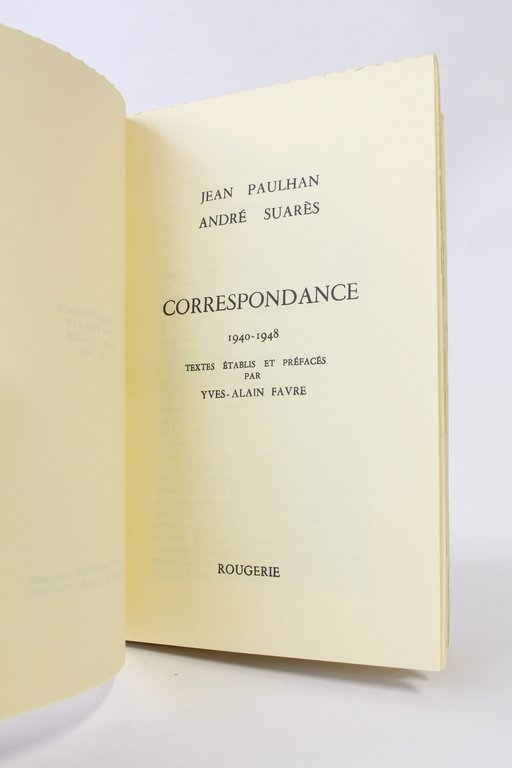 JEAN PAULHAN
ANDRÉ SUARÈS
CORRESPONDANCE
1940-1948
TEXTES ÉTABLIS ET PRÉFACÉS
PAR
YVES-ALAIN FAVRE
ROUGERIE